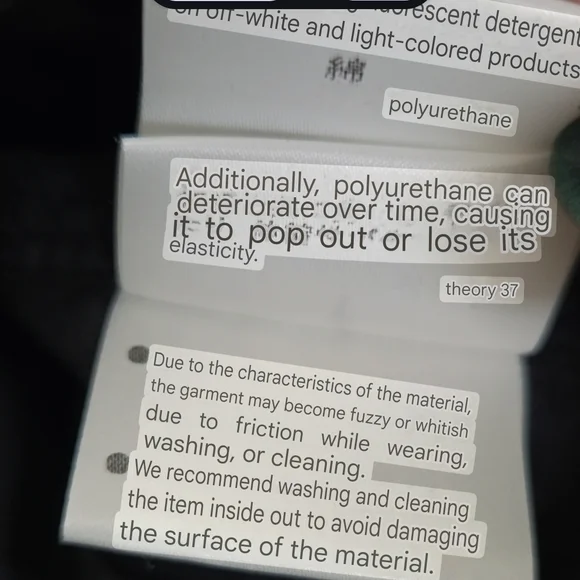 fluorescent detergent
on off-white and light-colored products
綿
polyurethane
Additionally, polyurethane can
deteriorate over time, causing
it to pop out or lose its
elasticity.
theory 37
Due to the characteristics of the material,
the garment may become fuzzy or whitish
due to friction while wearing,
washing, or cleaning.
We recommend washing and cleaning
the item inside out to avoid damaging
the surface of the material.